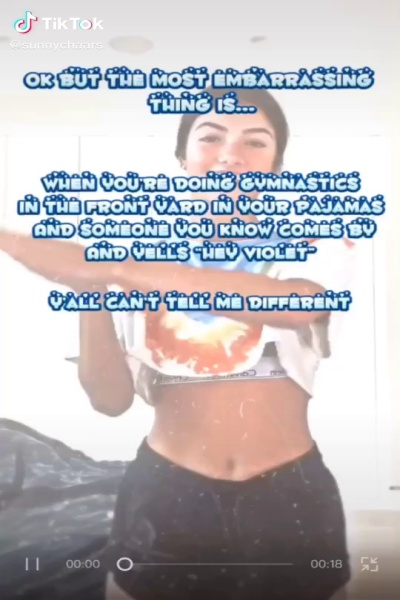 TikTok
@sunnychaars
OK BUT THE MOST EMBARRASSING
THING IS...
WHEN YOU'RE DOING GYMNASTICS
IN THE FRONT YARD IN YOUR PAJAMAS
AND SOMEONE YOU KNOW COMES BY
AND YELLS "HEY VIOLET"
Y'ALL CAN'T TELL ME DIFFERENT
00:00
00:18